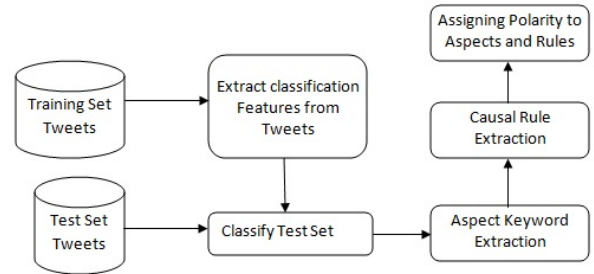 Training Set
Tweets
Extract classification
Features from
Tweets
Test Set
Tweets
Classify Test Set
Aspect Keyword
Extraction
Causal Rule
Extraction
Assigning Polarity to
Aspects and Rules